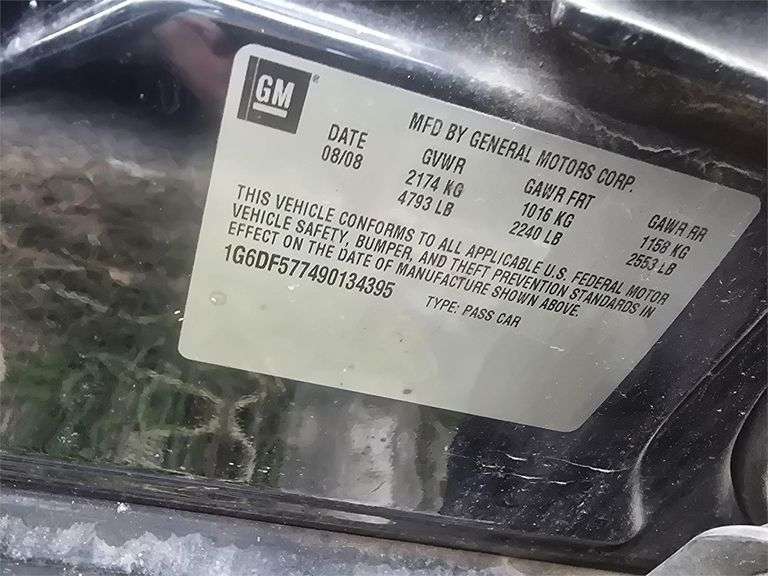 GM®
MFD BY GENERAL MOTORS CORP.
DATE GVWR GAWR FRT GAWR RR
08/08 2174 KG 1016 KG 1158 KG
4793 LB 2240 LB 2553 LB
THIS VEHICLE CONFORMS TO ALL APPLICABLE U.S. FEDERAL MOTOR
VEHICLE SAFETY, BUMPER, AND THEFT PREVENTION STANDARDS IN
EFFECT ON THE DATE OF MANUFACTURE SHOWN ABOVE.
1G6DF577490134395 TYPE: PASS CAR